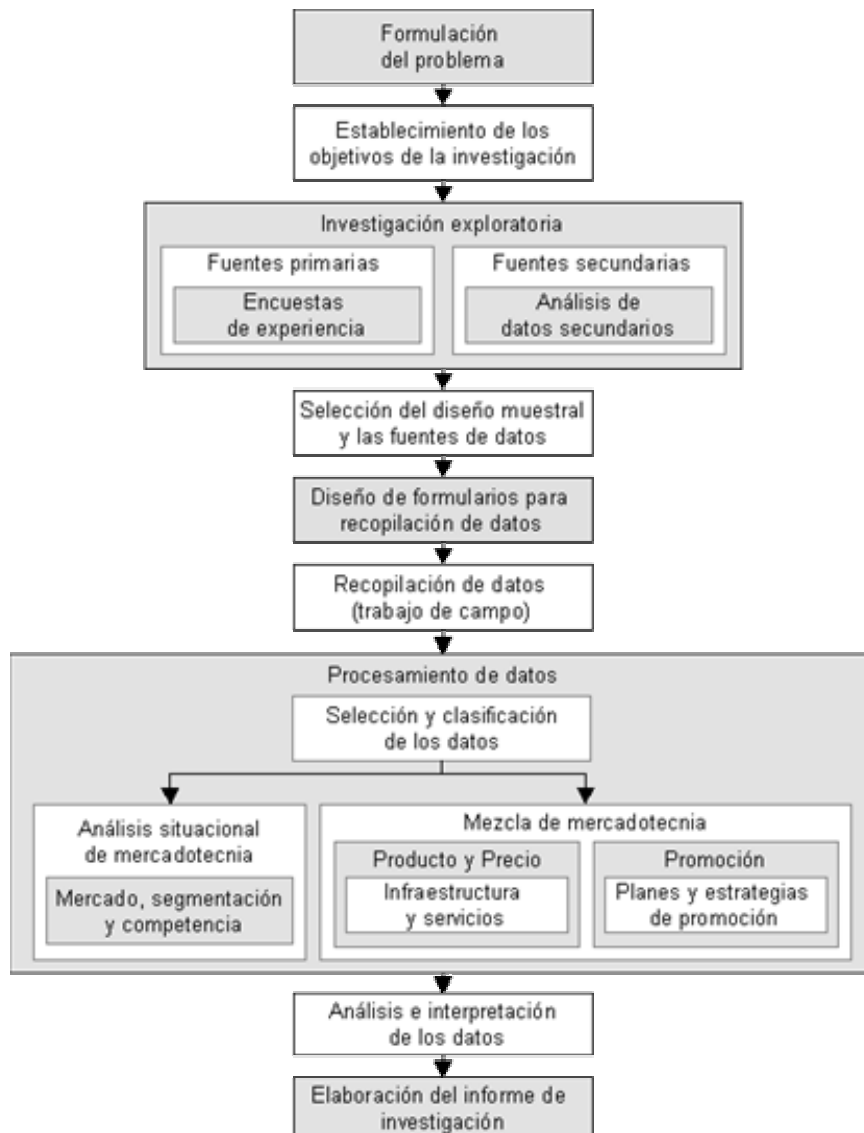 Formulación
del problema
Establecimiento de los
objetivos de la investigación
Investigación exploratoria
Fuentes primarias
Encuestas
de experiencia
Fuentes secundarias
Análisis de
datos secundarios
Selección del diseño muestral
y las fuentes de datos
Diseño de formularios para
recopilación de datos
Recopilación de datos
(trabajo de campo)
Procesamiento de datos
Selección y clasificación
de los datos
Análisis situacional
de mercadotecnia
Mercado, segmentación
y competencia
Mezcla de mercadotecnia
Producto y Precio
Infraestructura
y servicios
Promoción
Planes y estrategias
de promoción
Análisis e interpretación
de los datos
Elaboración del informe de
investigación